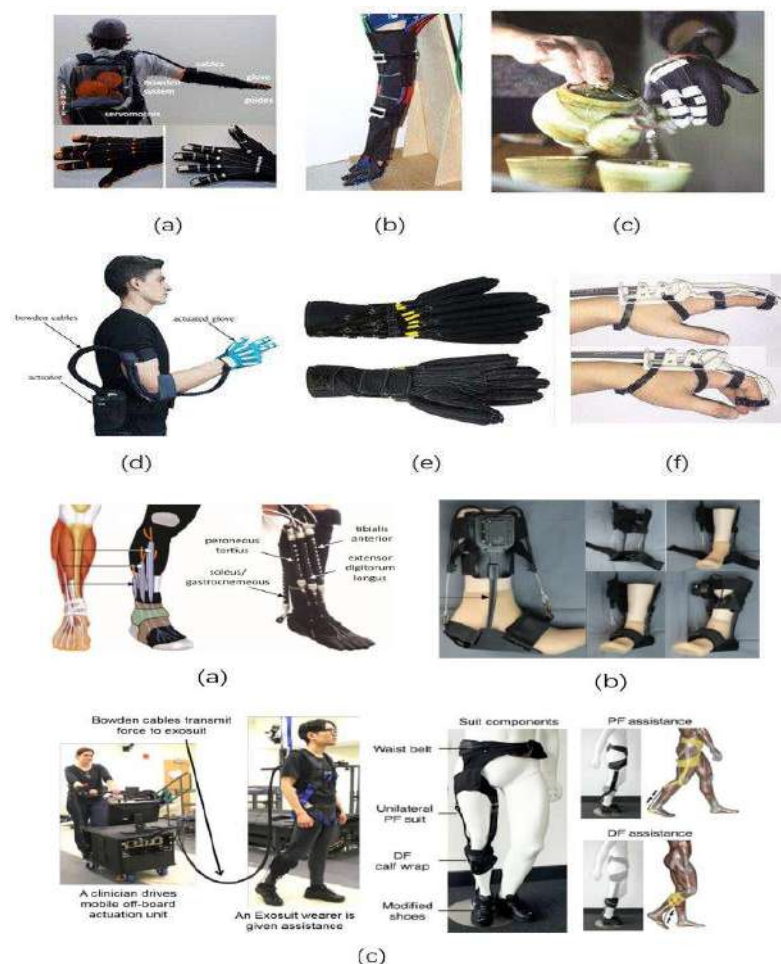 cables
bowden
system
glove
guides
servomotors
(a)
(b)
(c)
bowden cables
actuated glove
actuator
(d)
(e)
(f)
peroneous
tertius
tibialis
anterior
soleus/
gastrochemeous
extensor
digitorum
longus
(a)
(b)
Bowden cables transmit
force to exosuit
A clinician drives
mobile off-board
actuation unit
An Exosuit wearer is
given assistance
Suit components
Waist belt
Unilateral
PF suit
DF
calf wrap
Modified
shoes
PF assistance
DF assistance
(c)